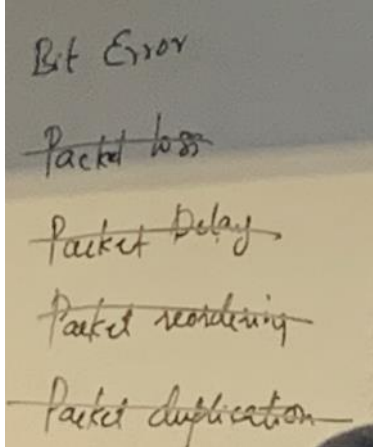 Bit Error
Packet loss
Packet Delay
Packet reordering
Packet duplication